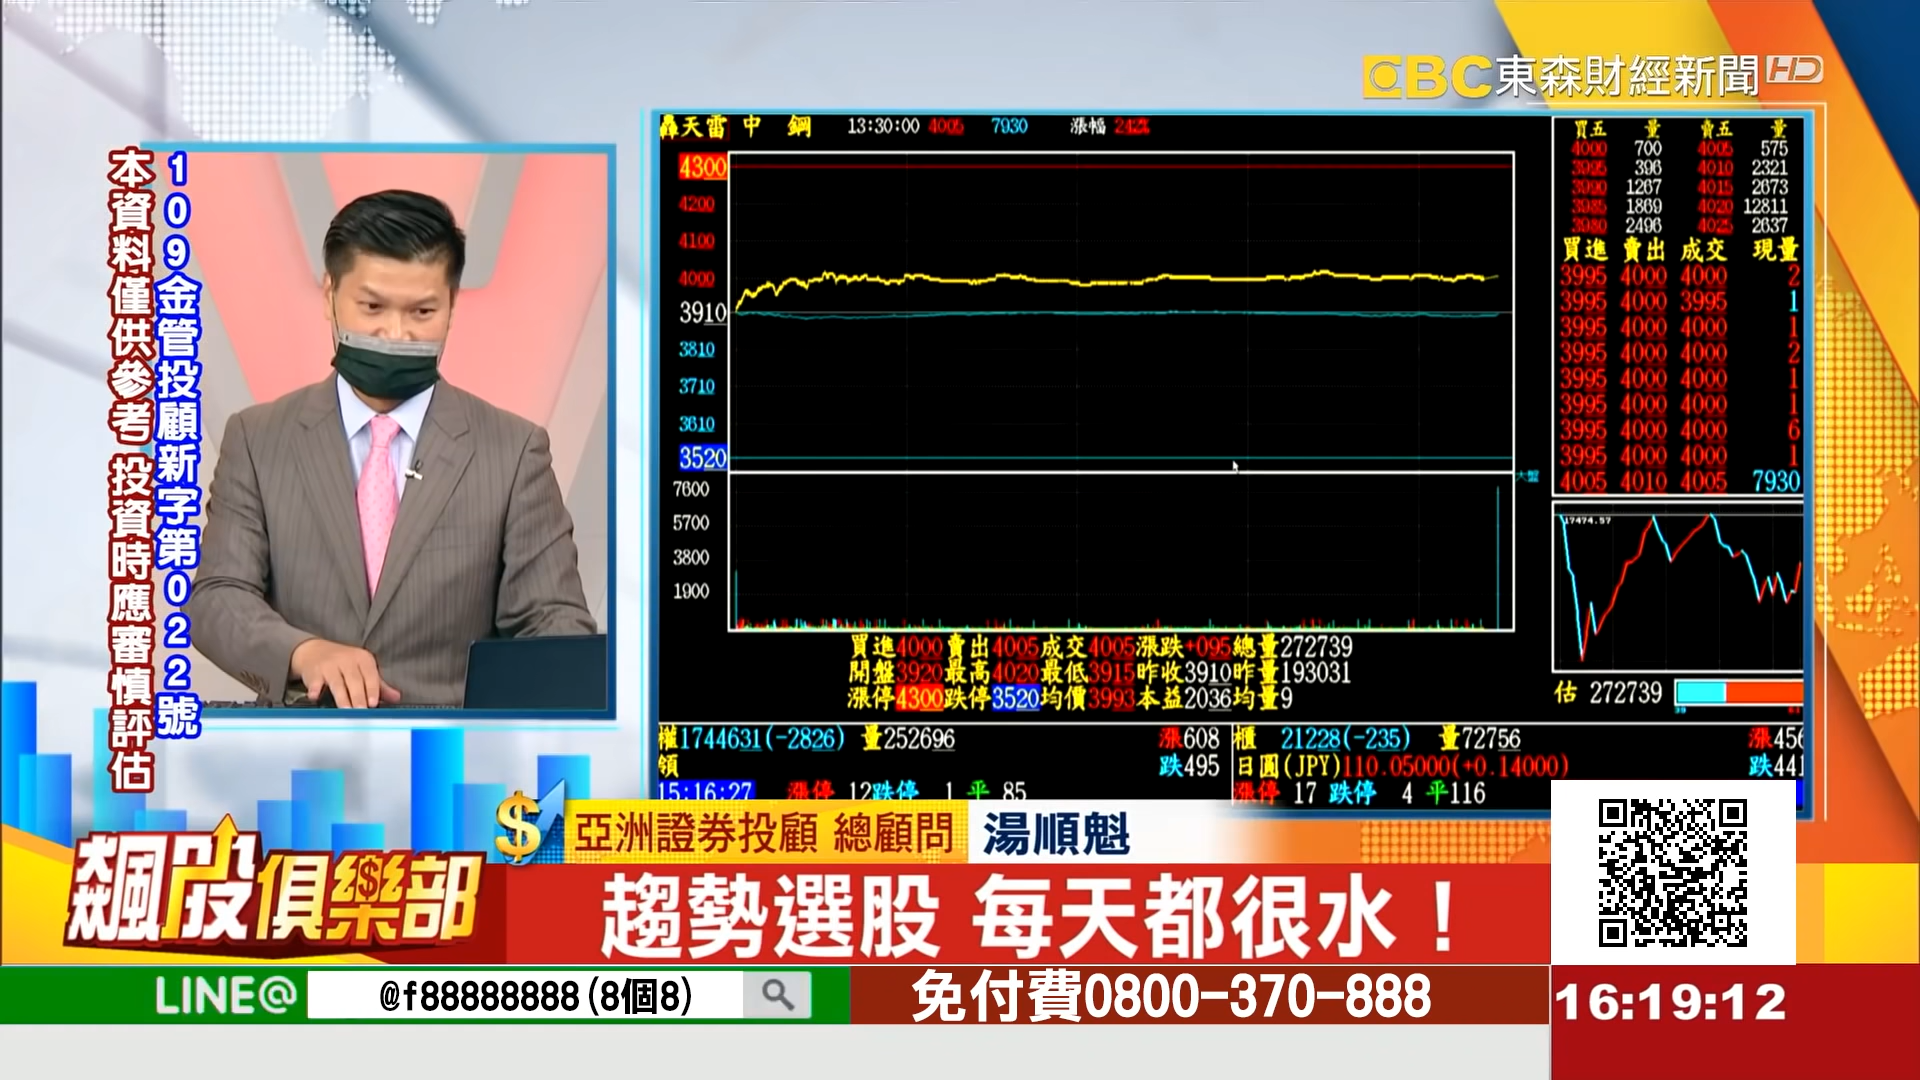 EBC東森財經新聞HD
本資料僅供參考 投資時應審慎評估
109金管投顧新字第022號
轟天雷 中 鋼 13:30:00 4005 7930 漲幅 242%
4300
4200
4100
4000
3910
3810
3710
3610
3520
大盤
7600
5700
3800
1900
買五 量 賣五 量
4000 700 4005 575
3995 396 4010 2321
3990 1267 4015 2673
3985 1869 4020 12811
3980 2496 4025 2637
買進 賣出 成交 現量
3995 4000 4000 2
3995 4000 3995 1
3995 4000 4000 1
3995 4000 4000 2
3995 4000 4000 1
3995 4000 4000 1
3995 4000 4000 6
3995 4000 4000 1
4005 4010 4005 7930
17474.57
估 272739
買進4000賣出4005成交4005漲跌+095總量272739
開盤3920最高4020最低3915昨收3910昨量193031
漲停4300跌停3520均價3993本益2036均量9
權1744631(-2826) 量252696 漲608
領 跌495
15:16:27 漲停 12跌停 1 平 85
櫃 21228(-235) 量72756 漲456
日圓(JPY)110.05000(+0.14000) 跌441
漲停 17 跌停 4 平116
亞洲證券投顧 總顧問 湯順魁
飆股俱樂部
趨勢選股 每天都很水！
LINE@ @f88888888(8個8)
免付費0800-370-888
16:19:12